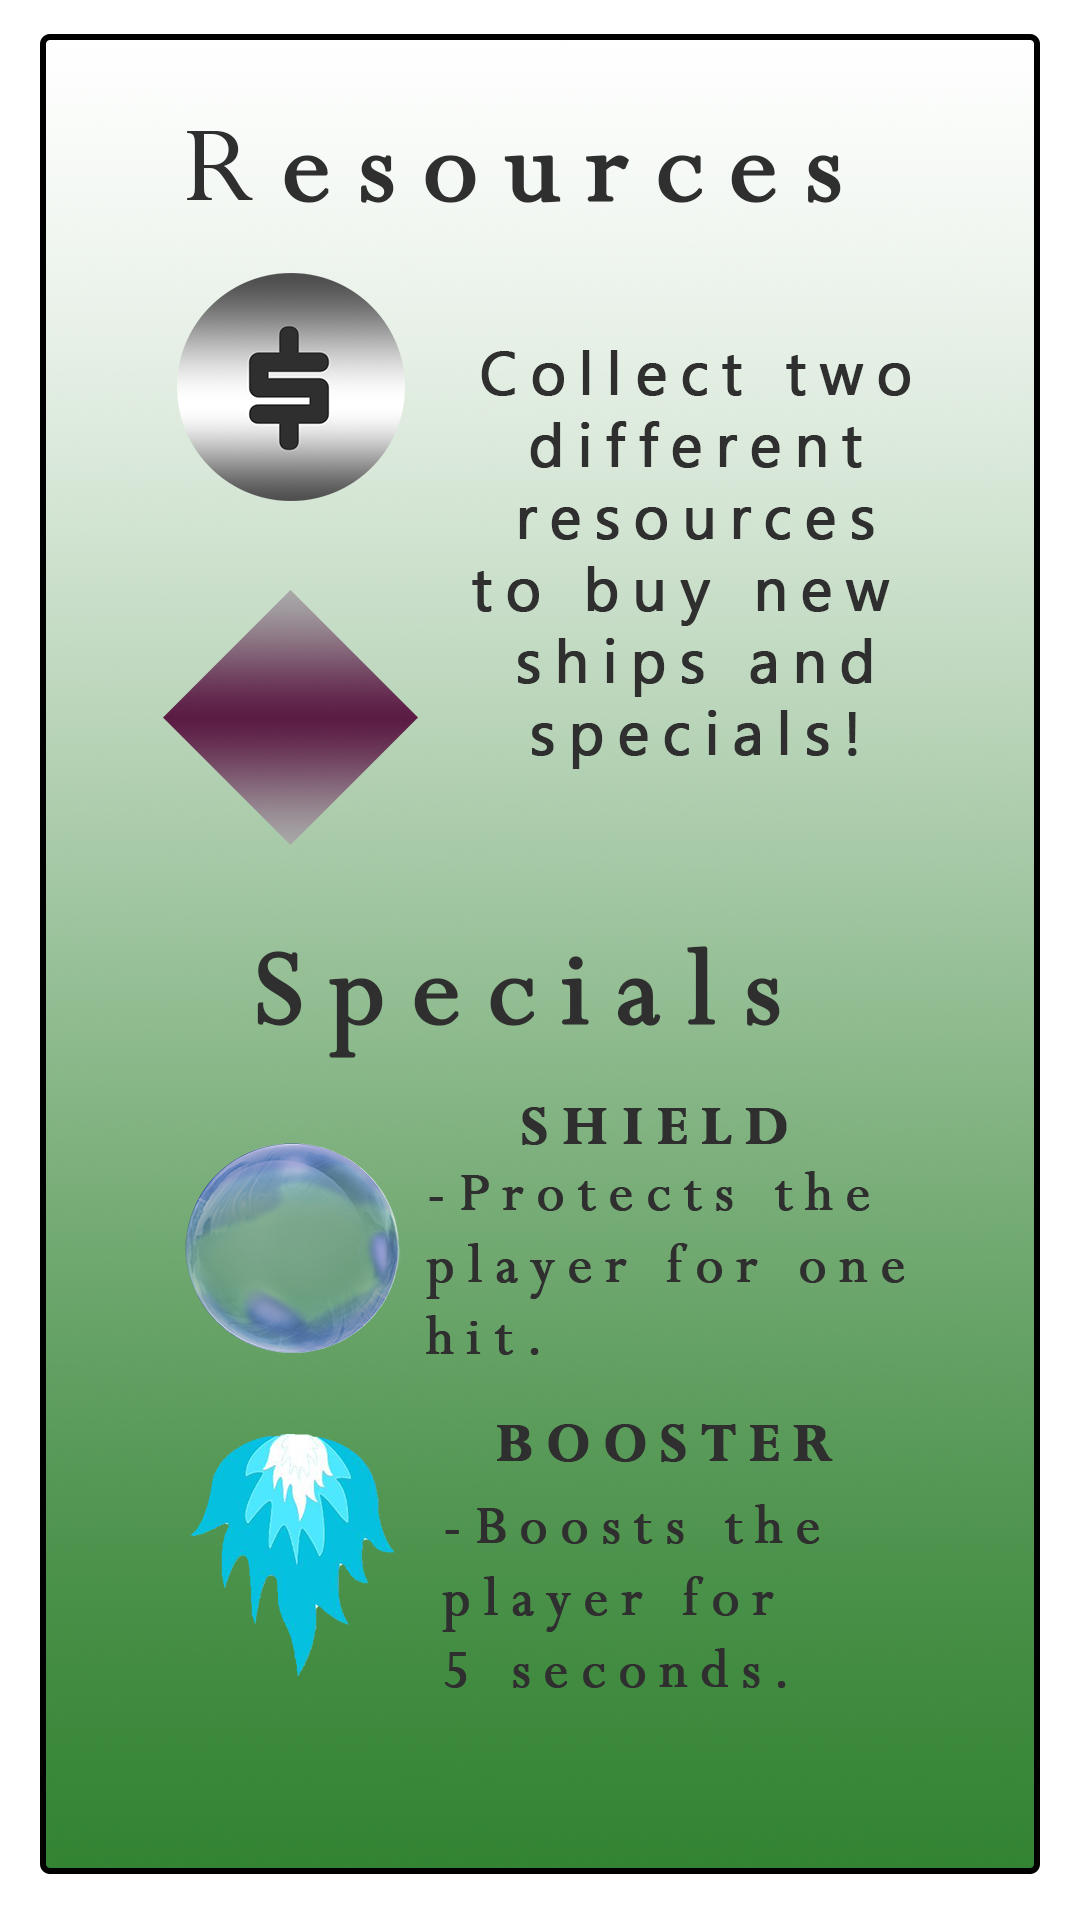 Resources
$
Collect two
different
resources
to buy new
ships and
specials!
Specials
SHIELD
-Protects the
player for one
hit.
BOOSTER
-Boosts the
player for
5 seconds.